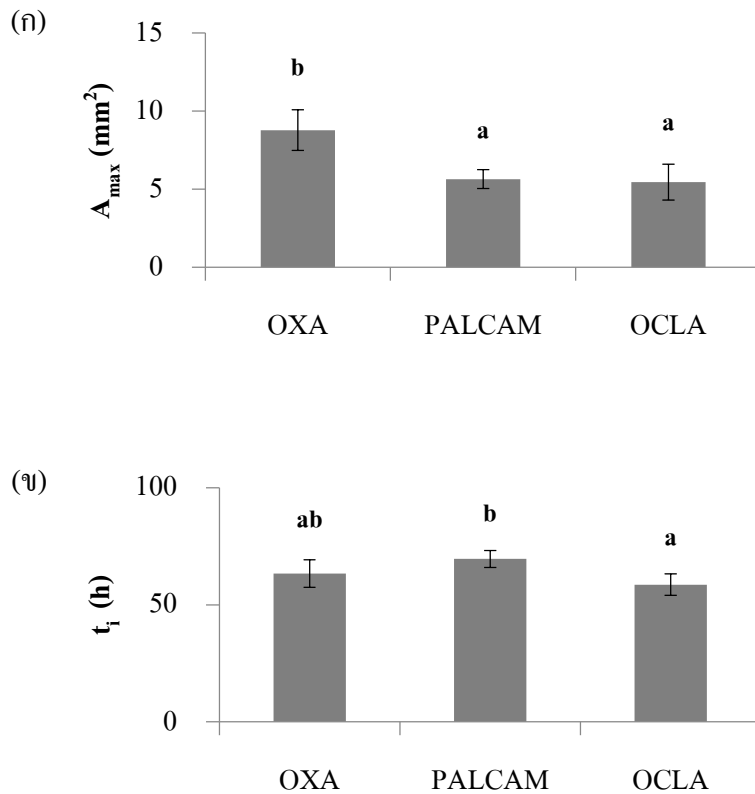 (ก)
15
10
5
0
A_max (mm²)
b
a
a
OXA PALCAM OCLA
(ข)
100
50
0
t_i (h)
ab
b
a
OXA PALCAM OCLA